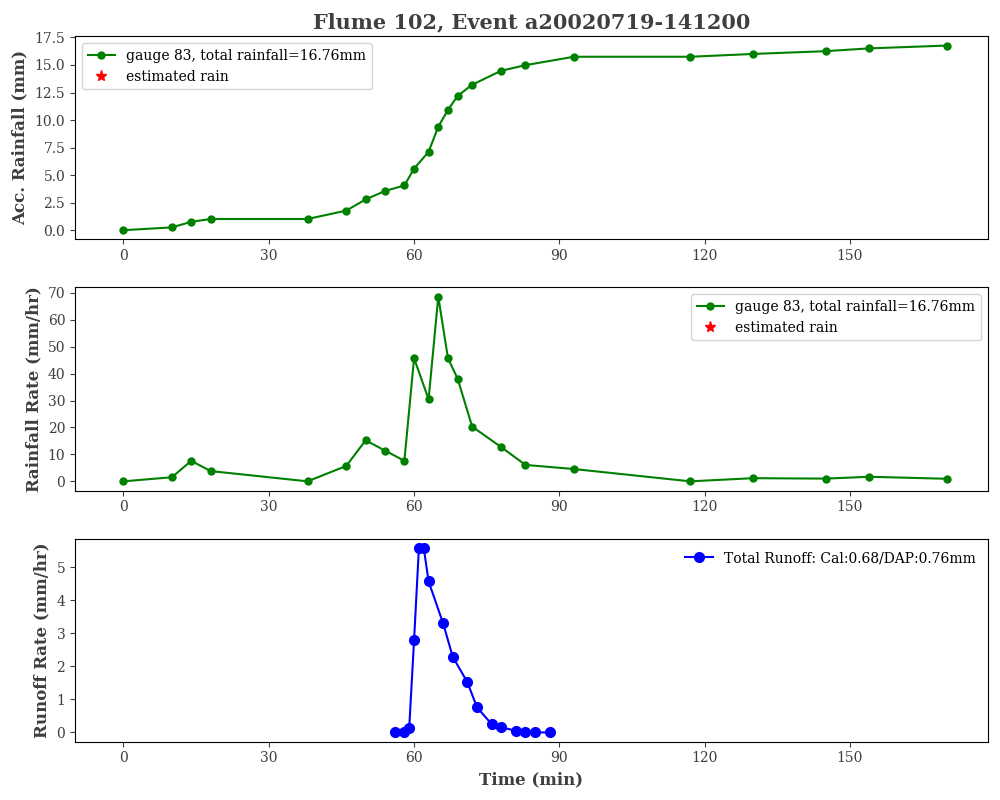 Flume 102, Event a20020719-141200
Acc. Rainfall (mm)
17.5
15.0
12.5
10.0
7.5
5.0
2.5
0.0
gauge 83, total rainfall=16.76mm
estimated rain
0 30 60 90 120 150
Rainfall Rate (mm/hr)
70
60
50
40
30
20
10
0
gauge 83, total rainfall=16.76mm
estimated rain
0 30 60 90 120 150
Runoff Rate (mm/hr)
5
4
3
2
1
0
Total Runoff: Cal:0.68/DAP:0.76mm
0 30 60 90 120 150
Time (min)